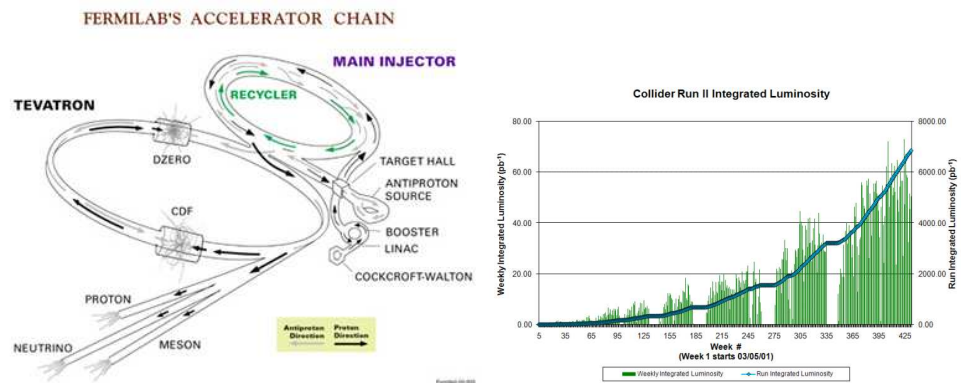 FERMILAB'S ACCELERATOR CHAIN
MAIN INJECTOR
RECYCLER
TEVATRON
DZERO
TARGET HALL
ANTIPROTON
SOURCE
CDF
BOOSTER
LINAC
COCKCROFT-WALTON
PROTON
NEUTRINO
MESON
Antiproton Direction
Proton Direction
Collider Run II Integrated Luminosity
Weekly Integrated Luminosity (pb-1)
80.00
60.00
40.00
20.00
0.00
8000.00
6000.00
4000.00
2000.00
0.00
Run Integrated Luminosity (pb-1)
5 35 65 95 125 155 185 215 245 275 305 335 365 395 425
Week #
(Week 1 starts 03/05/01)
Weekly Integrated Luminosity Run Integrated Luminosity